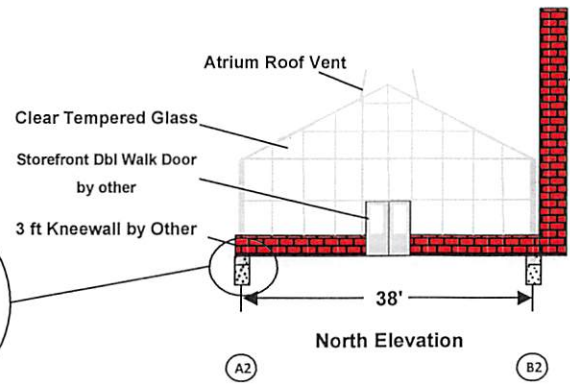 Atrium Roof Vent
Clear Tempered Glass
Storefront Dbl Walk Door
by other
3 ft Kneewall by Other
38'
North Elevation
A2
B2